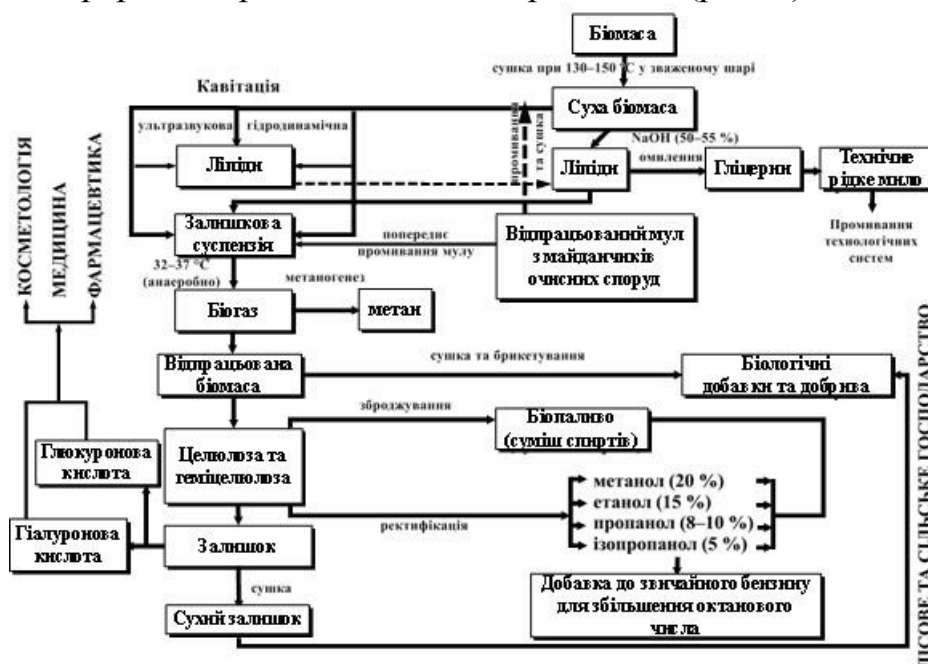 Біомаса
сушка при 130–150 °C у зваженому шарі
Кавітація
ультразвукова
гідродинамічна
промивання
та сушка
Суха біомаса
NaOH (50–55 %)
омилення
Ліпіди
Ліпіди
Гліцерин
Технічне
рідке мило
Промивання
технологічних
систем
Залишкова
суспензія
попереднє
промивання мулу
Відпрацьований мул
з майданчиків
очисних споруд
КОСМЕТОЛОГІЯ
МЕДИЦИНА
ФАРМАЦЕВТИКА
32–37 °C
(анаеробно)
метаногенез
Біогаз
метан
Відпрацьована
біомаса
сушка та брикетування
Біологічні
добавки та добрива
зброджування
Біопаливо
(суміш спиртів)
Целюлоза та
геміцелюлоза
Глюкуронова
кислота
метанол (20 %)
етанол (15 %)
пропанол (8–10 %)
ізопропанол (5 %)
ректифікація
Гіалуронова
кислота
Залишок
сушка
Добавка до звичайного бензину
для збільшення октанового
числа
Сухий залишок
ЛІСОВЕ ТА СІЛЬСЬКЕ ГОСПОДАРСТВО